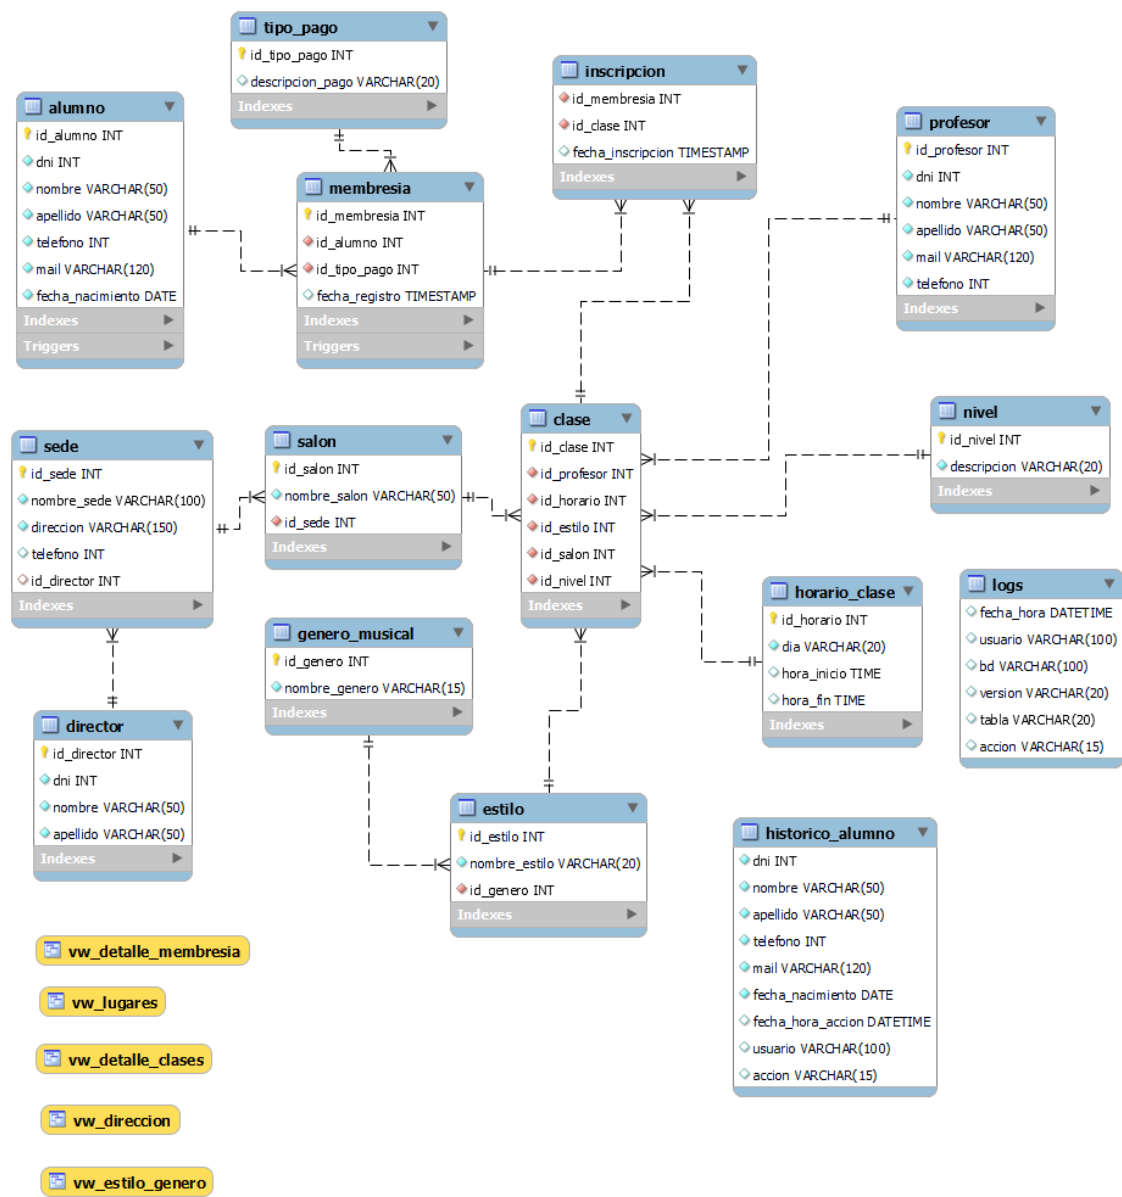 tipo_pago
id_tipo_pago INT
descripcion_pago VARCHAR(20)
Indexes
inscripcion
id_membresia INT
id_clase INT
fecha_inscripcion TIMESTAMP
Indexes
alumno
id_alumno INT
dni INT
nombre VARCHAR(50)
apellido VARCHAR(50)
telefono INT
mail VARCHAR(120)
fecha_nacimiento DATE
Indexes
Triggers
profesor
id_profesor INT
dni INT
nombre VARCHAR(50)
apellido VARCHAR(50)
mail VARCHAR(120)
telefono INT
Indexes
membresia
id_membresia INT
id_alumno INT
id_tipo_pago INT
fecha_registro TIMESTAMP
Indexes
Triggers
nivel
id_nivel INT
descripcion VARCHAR(20)
Indexes
clase
id_clase INT
id_profesor INT
id_horario INT
id_estilo INT
id_salon INT
id_nivel INT
Indexes
salon
id_salon INT
nombre_salon VARCHAR(50)
id_sede INT
Indexes
sede
id_sede INT
nombre_sede VARCHAR(100)
direccion VARCHAR(150)
telefono INT
id_director INT
Indexes
logs
fecha_hora DATETIME
usuario VARCHAR(100)
bd VARCHAR(100)
version VARCHAR(20)
tabla VARCHAR(20)
accion VARCHAR(15)
horario_clase
id_horario INT
dia VARCHAR(20)
hora_inicio TIME
hora_fin TIME
Indexes
genero_musical
id_genero INT
nombre_genero VARCHAR(15)
Indexes
director
id_director INT
dni INT
nombre VARCHAR(50)
apellido VARCHAR(50)
Indexes
estilo
id_estilo INT
nombre_estilo VARCHAR(20)
id_genero INT
Indexes
historico_alumno
dni INT
nombre VARCHAR(50)
apellido VARCHAR(50)
telefono INT
mail VARCHAR(120)
fecha_nacimiento DATE
fecha_hora_accion DATETIME
usuario VARCHAR(100)
accion VARCHAR(15)
vw_detalle_membresia
vw_lugares
vw_detalle_clases
vw_direccion
vw_estilo_genero